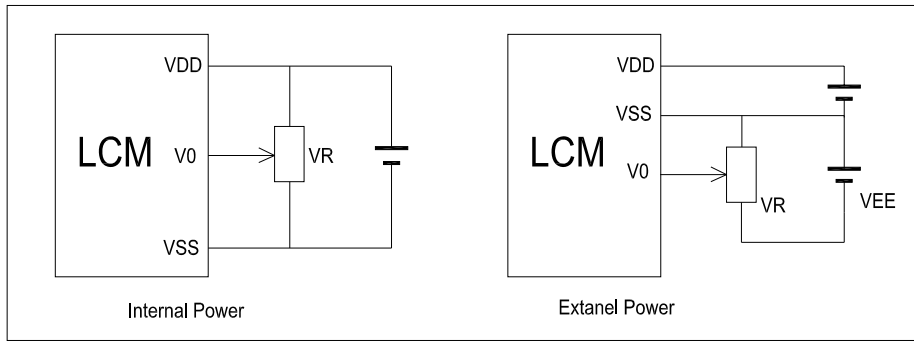 VDD
LCM
V0
VR
VSS
Internal Power
VDD
VSS
LCM
V0
VR
VEE
Extanel Power